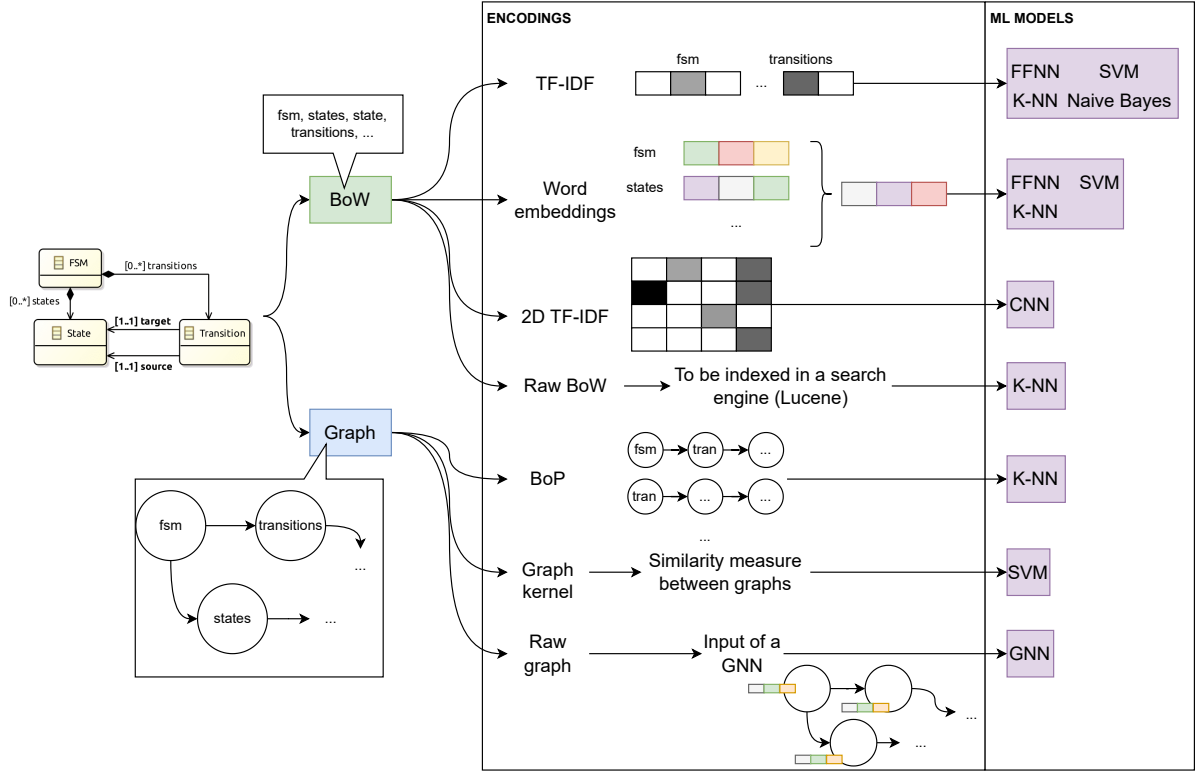 ENCODINGS
ML MODELS
fsm, states, state,
transitions, ...
BoW
FSM
[0..*] transitions
[0..*] states
State
[1..1] target
Transition
[1..1] source
Graph
fsm
transitions
...
states
...
TF-IDF
fsm
transitions
...
FFNN SVM
K-NN Naive Bayes
Word
embeddings
fsm
states
...
FFNN SVM
K-NN
2D TF-IDF
CNN
Raw BoW
To be indexed in a search
engine (Lucene)
K-NN
BoP
fsm
tran
...
tran
...
...
...
K-NN
Graph
kernel
Similarity measure
between graphs
SVM
Raw
graph
Input of a
GNN
...
...
GNN